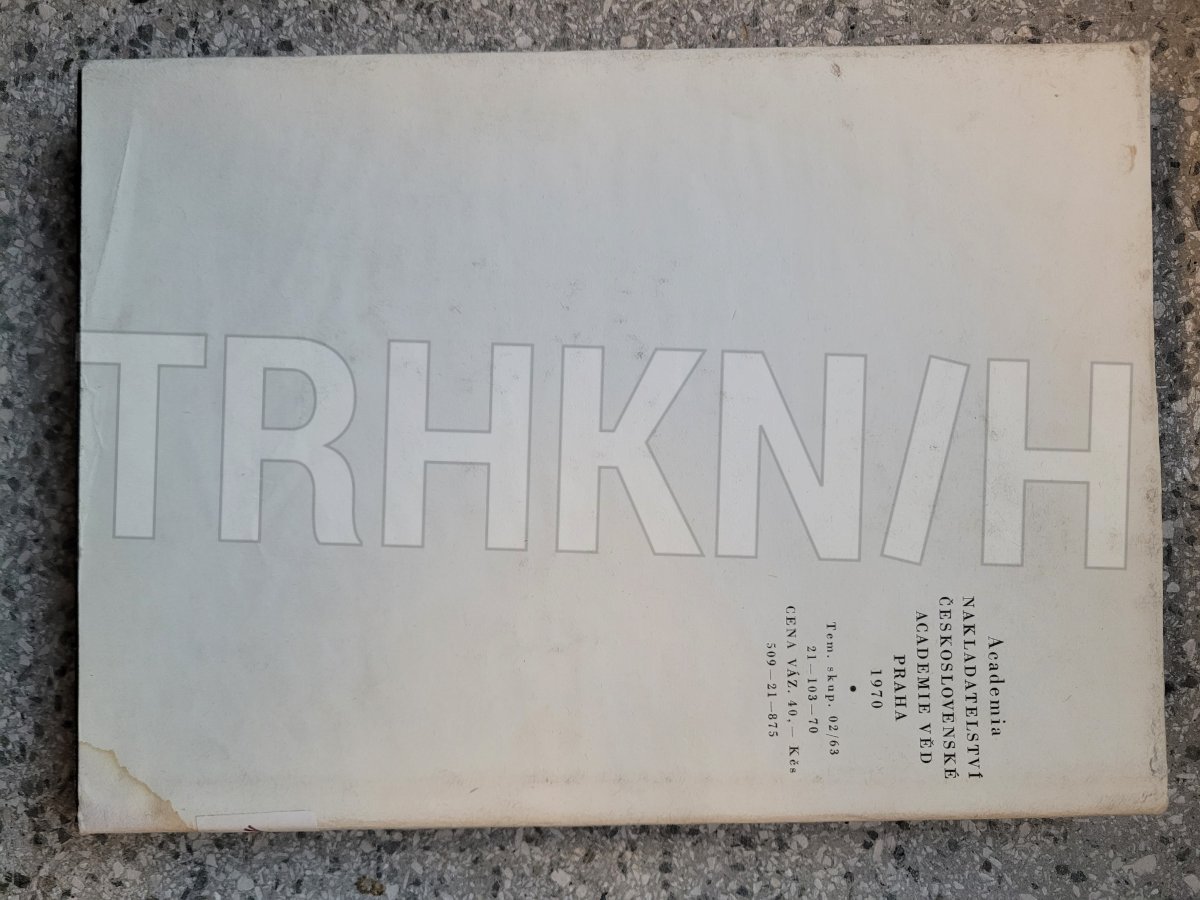 TRHKN/H
Academia
NAKLADATELSTVÍ
ČESKOSLOVENSKÉ
ACADEMIE VĚD
PRAHA
1970
•
Tem. skup. 02/63
21—103—70
CENA VÁZ. 40,— Kčs
509—21—875